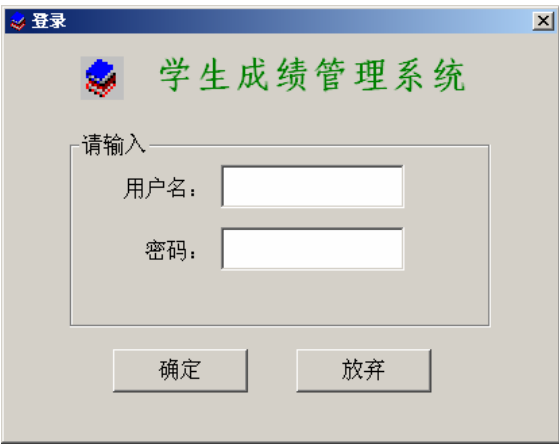 登录
学生成绩管理系统
请输入
用户名：
密码：
确定 放弃